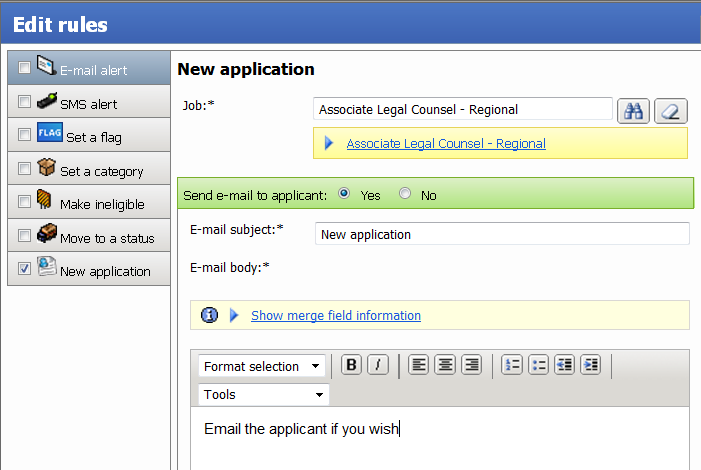 Edit rules
E-mail alert
SMS alert
FLAG Set a flag
Set a category
Make ineligible
Move to a status
New application
New application
Job:* Associate Legal Counsel - Regional
Associate Legal Counsel - Regional
Send e-mail to applicant: Yes No
E-mail subject:* New application
E-mail body:*
Show merge field information
Format selection B I
Tools
Email the applicant if you wish